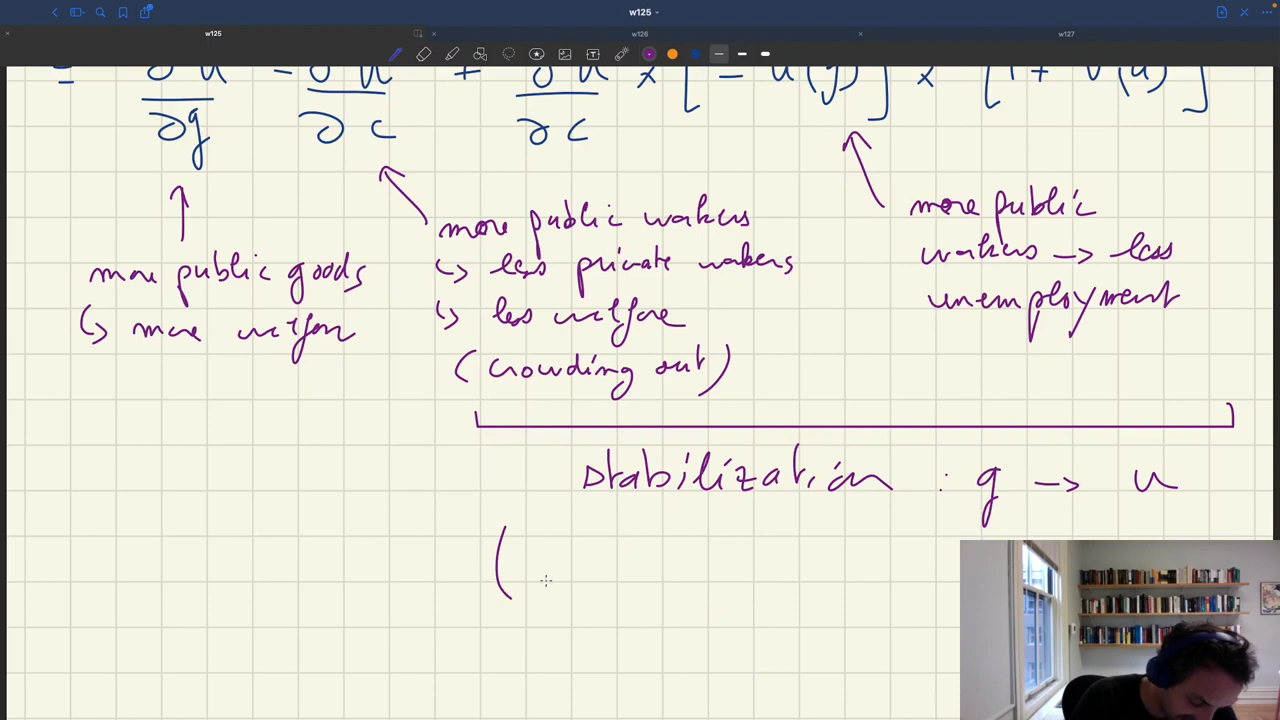 w125
w125
w126
w127
= ∂U/∂g - ∂U/∂c + ∂U/∂c × [- u'(g)] × [1 + v'(u)]
more public goods
↳ more welfare
more public workers
↳ less private workers
↳ less welfare
(crowding out)
more public
workers → less
unemployment
stabilization : g → u
(